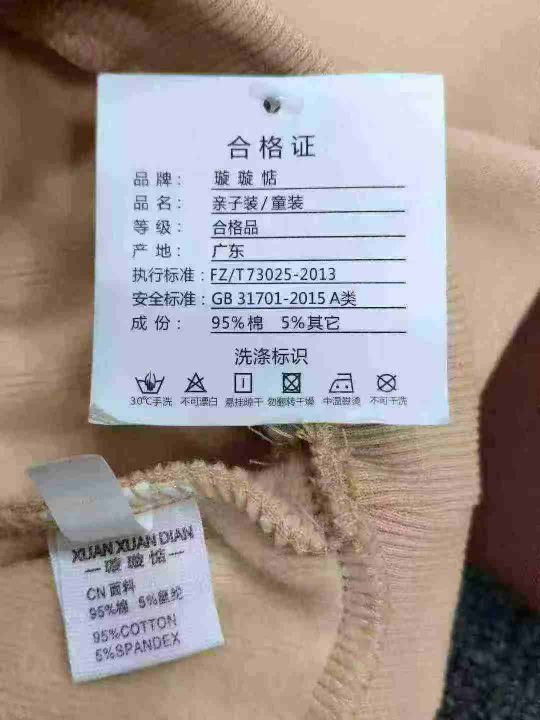 合格证
品牌： 璇璇惦
品名： 亲子装/童装
等级： 合格品
产地： 广东
执行标准：FZ/T73025-2013
安全标准：GB 31701-2015 A类
成份： 95%棉 5%其它
洗涤标识
30℃手洗 不可漂白 悬挂晾干 勿翻转干燥 中温熨烫 不可干洗
XUAN XUAN DIAN
璇璇惦
CN面料
95%棉 5%氨纶
95%COTTON
5%SPANDEX